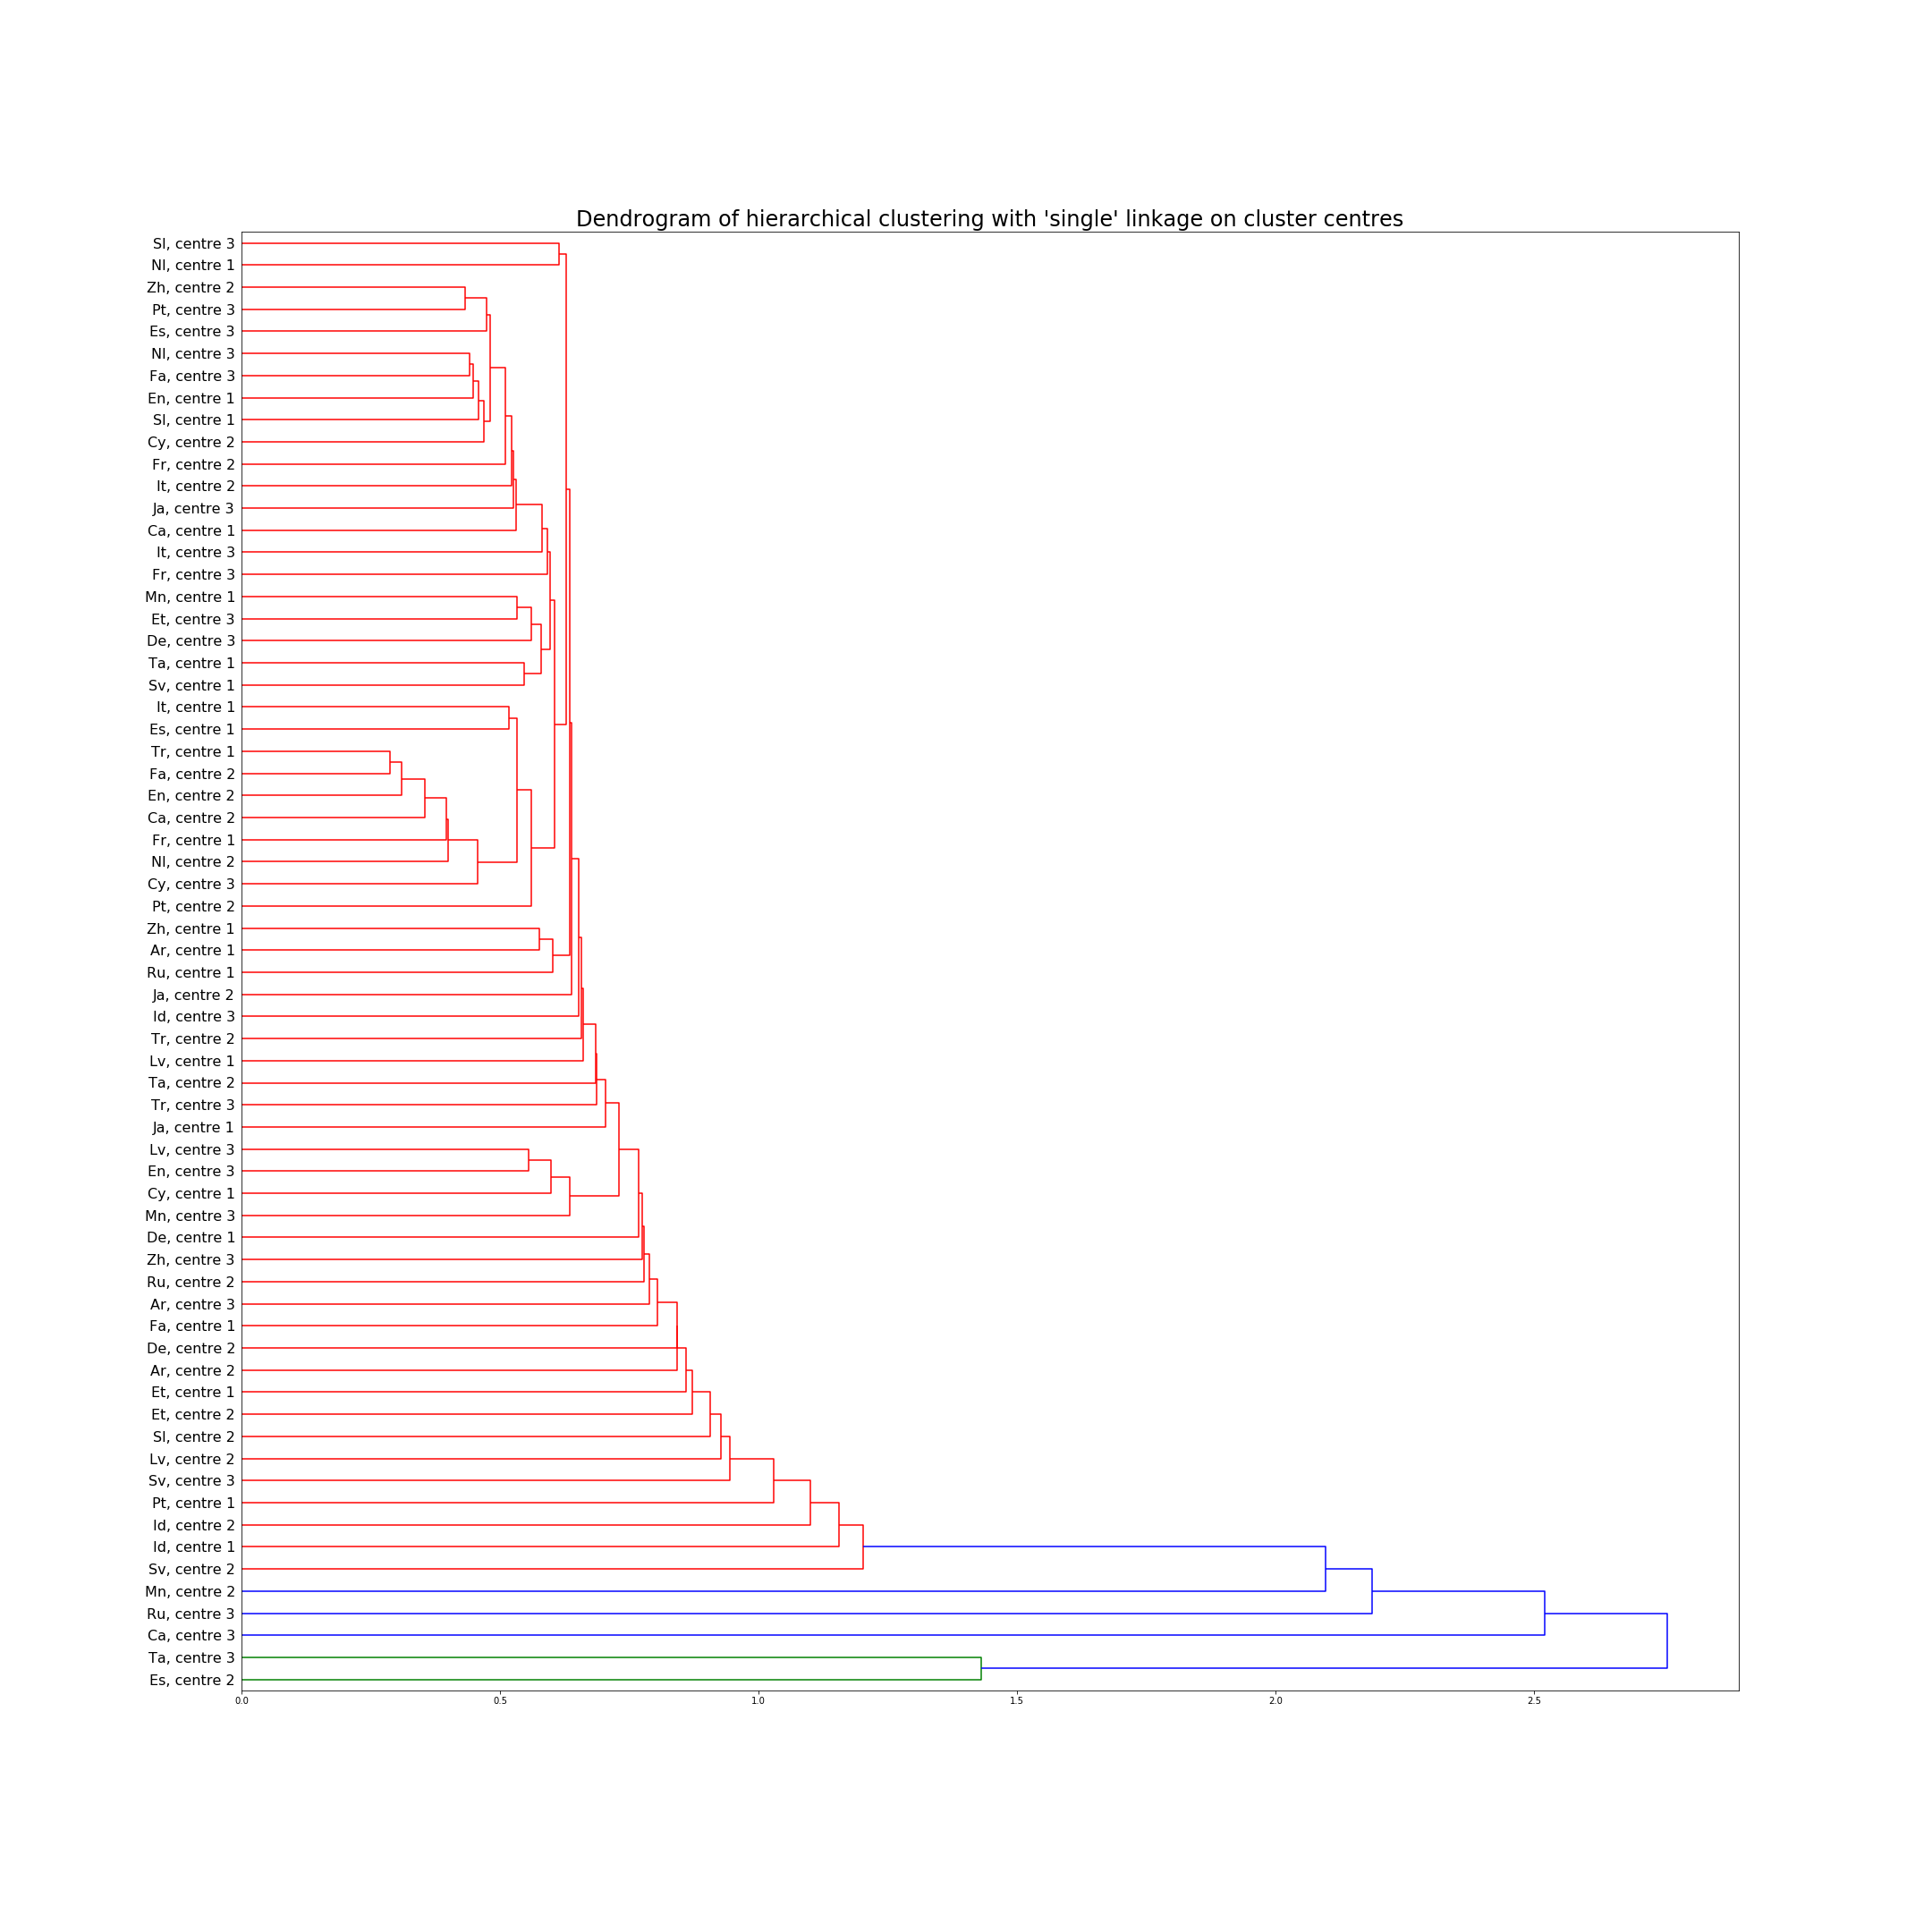 Dendrogram of hierarchical clustering with 'single' linkage on cluster centres
Sl, centre 3
Nl, centre 1
Zh, centre 2
Pt, centre 3
Es, centre 3
Nl, centre 3
Fa, centre 3
En, centre 1
Sl, centre 1
Cy, centre 2
Fr, centre 2
It, centre 2
Ja, centre 3
Ca, centre 1
It, centre 3
Fr, centre 3
Mn, centre 1
Et, centre 3
De, centre 3
Ta, centre 1
Sv, centre 1
It, centre 1
Es, centre 1
Tr, centre 1
Fa, centre 2
En, centre 2
Ca, centre 2
Fr, centre 1
Nl, centre 2
Cy, centre 3
Pt, centre 2
Zh, centre 1
Ar, centre 1
Ru, centre 1
Ja, centre 2
Id, centre 3
Tr, centre 2
Lv, centre 1
Ta, centre 2
Tr, centre 3
Ja, centre 1
Lv, centre 3
En, centre 3
Cy, centre 1
Mn, centre 3
De, centre 1
Zh, centre 3
Ru, centre 2
Ar, centre 3
Fa, centre 1
De, centre 2
Ar, centre 2
Et, centre 1
Et, centre 2
Sl, centre 2
Lv, centre 2
Sv, centre 3
Pt, centre 1
Id, centre 2
Id, centre 1
Sv, centre 2
Mn, centre 2
Ru, centre 3
Ca, centre 3
Ta, centre 3
Es, centre 2
0.0 0.5 1.0 1.5 2.0 2.5